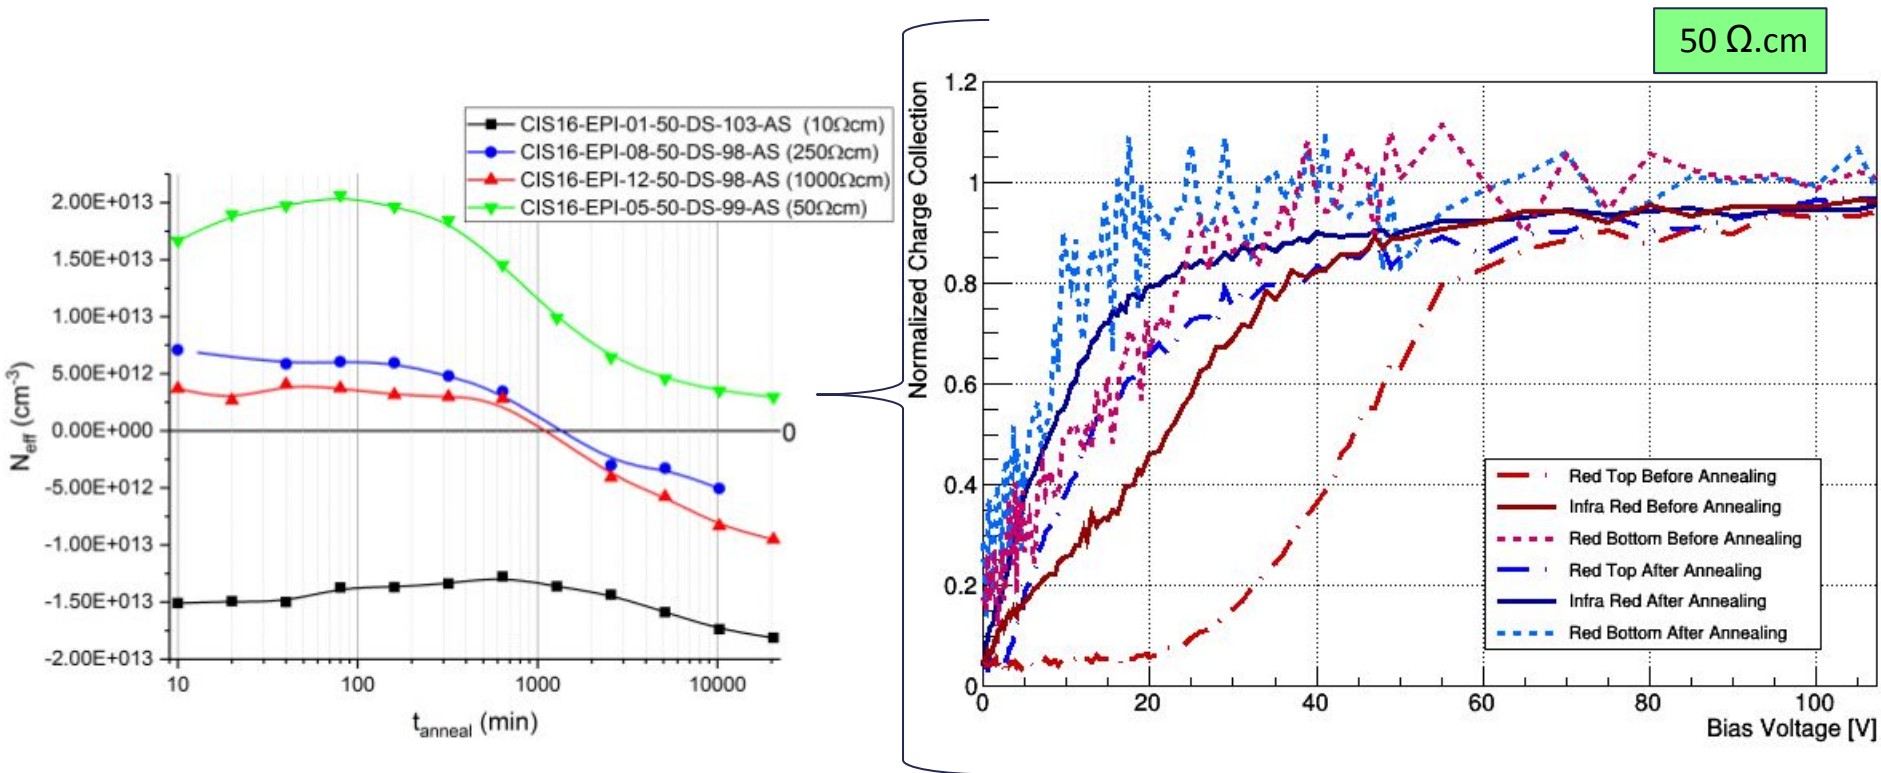 50 Ω.cm
CIS16-EPI-01-50-DS-103-AS (10Ωcm)
CIS16-EPI-08-50-DS-98-AS (250Ωcm)
CIS16-EPI-12-50-DS-98-AS (1000Ωcm)
CIS16-EPI-05-50-DS-99-AS (50Ωcm)
2.00E+013
1.50E+013
1.00E+013
5.00E+012
0.00E+000
-5.00E+012
-1.00E+013
-1.50E+013
-2.00E+013
0
Neff (cm-3)
10 100 1000 10000
tanneal (min)
Normalized Charge Collection
1.2
1
0.8
0.6
0.4
0.2
0
Red Top Before Annealing
Infra Red Before Annealing
Red Bottom Before Annealing
Red Top After Annealing
Infra Red After Annealing
Red Bottom After Annealing
0 20 40 60 80 100
Bias Voltage [V]